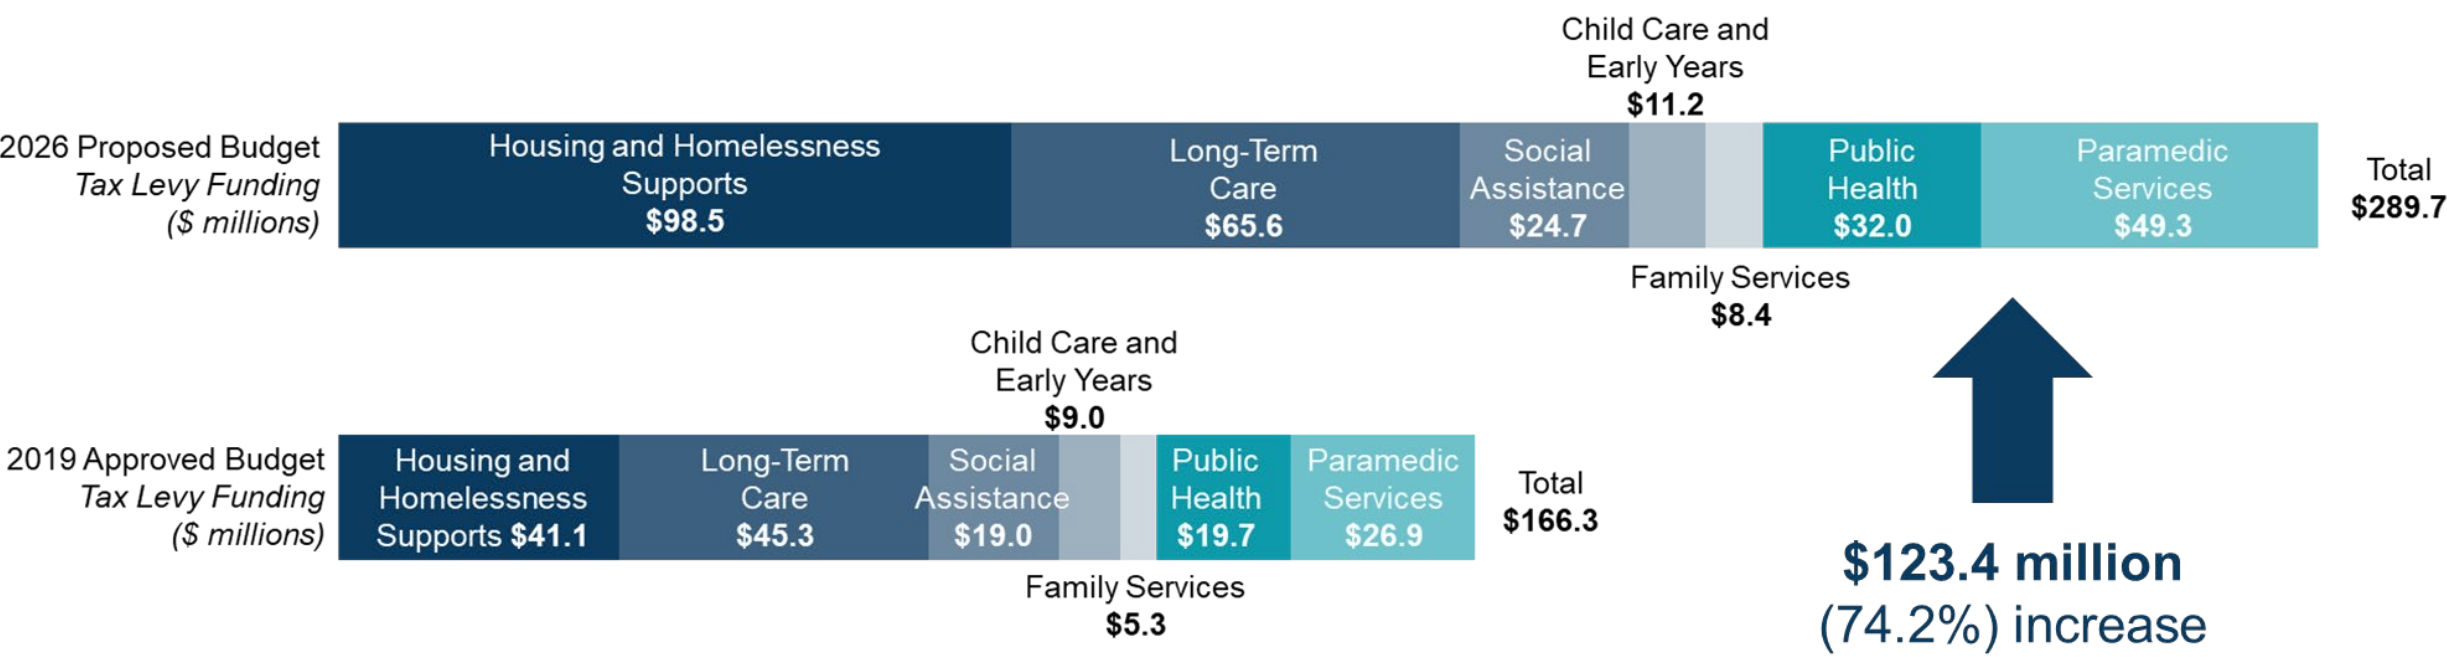 Child Care and
Early Years
$11.2
2026 Proposed Budget
Tax Levy Funding
($ millions)
Housing and Homelessness
Supports
$98.5
Long-Term
Care
$65.6
Social
Assistance
$24.7
Public
Health
$32.0
Paramedic
Services
$49.3
Total
$289.7
Family Services
$8.4
Child Care and
Early Years
$9.0
2019 Approved Budget
Tax Levy Funding
($ millions)
Housing and
Homelessness
Supports $41.1
Long-Term
Care
$45.3
Social
Assistance
$19.0
Public
Health
$19.7
Paramedic
Services
$26.9
Total
$166.3
Family Services
$5.3
$123.4 million
(74.2%) increase